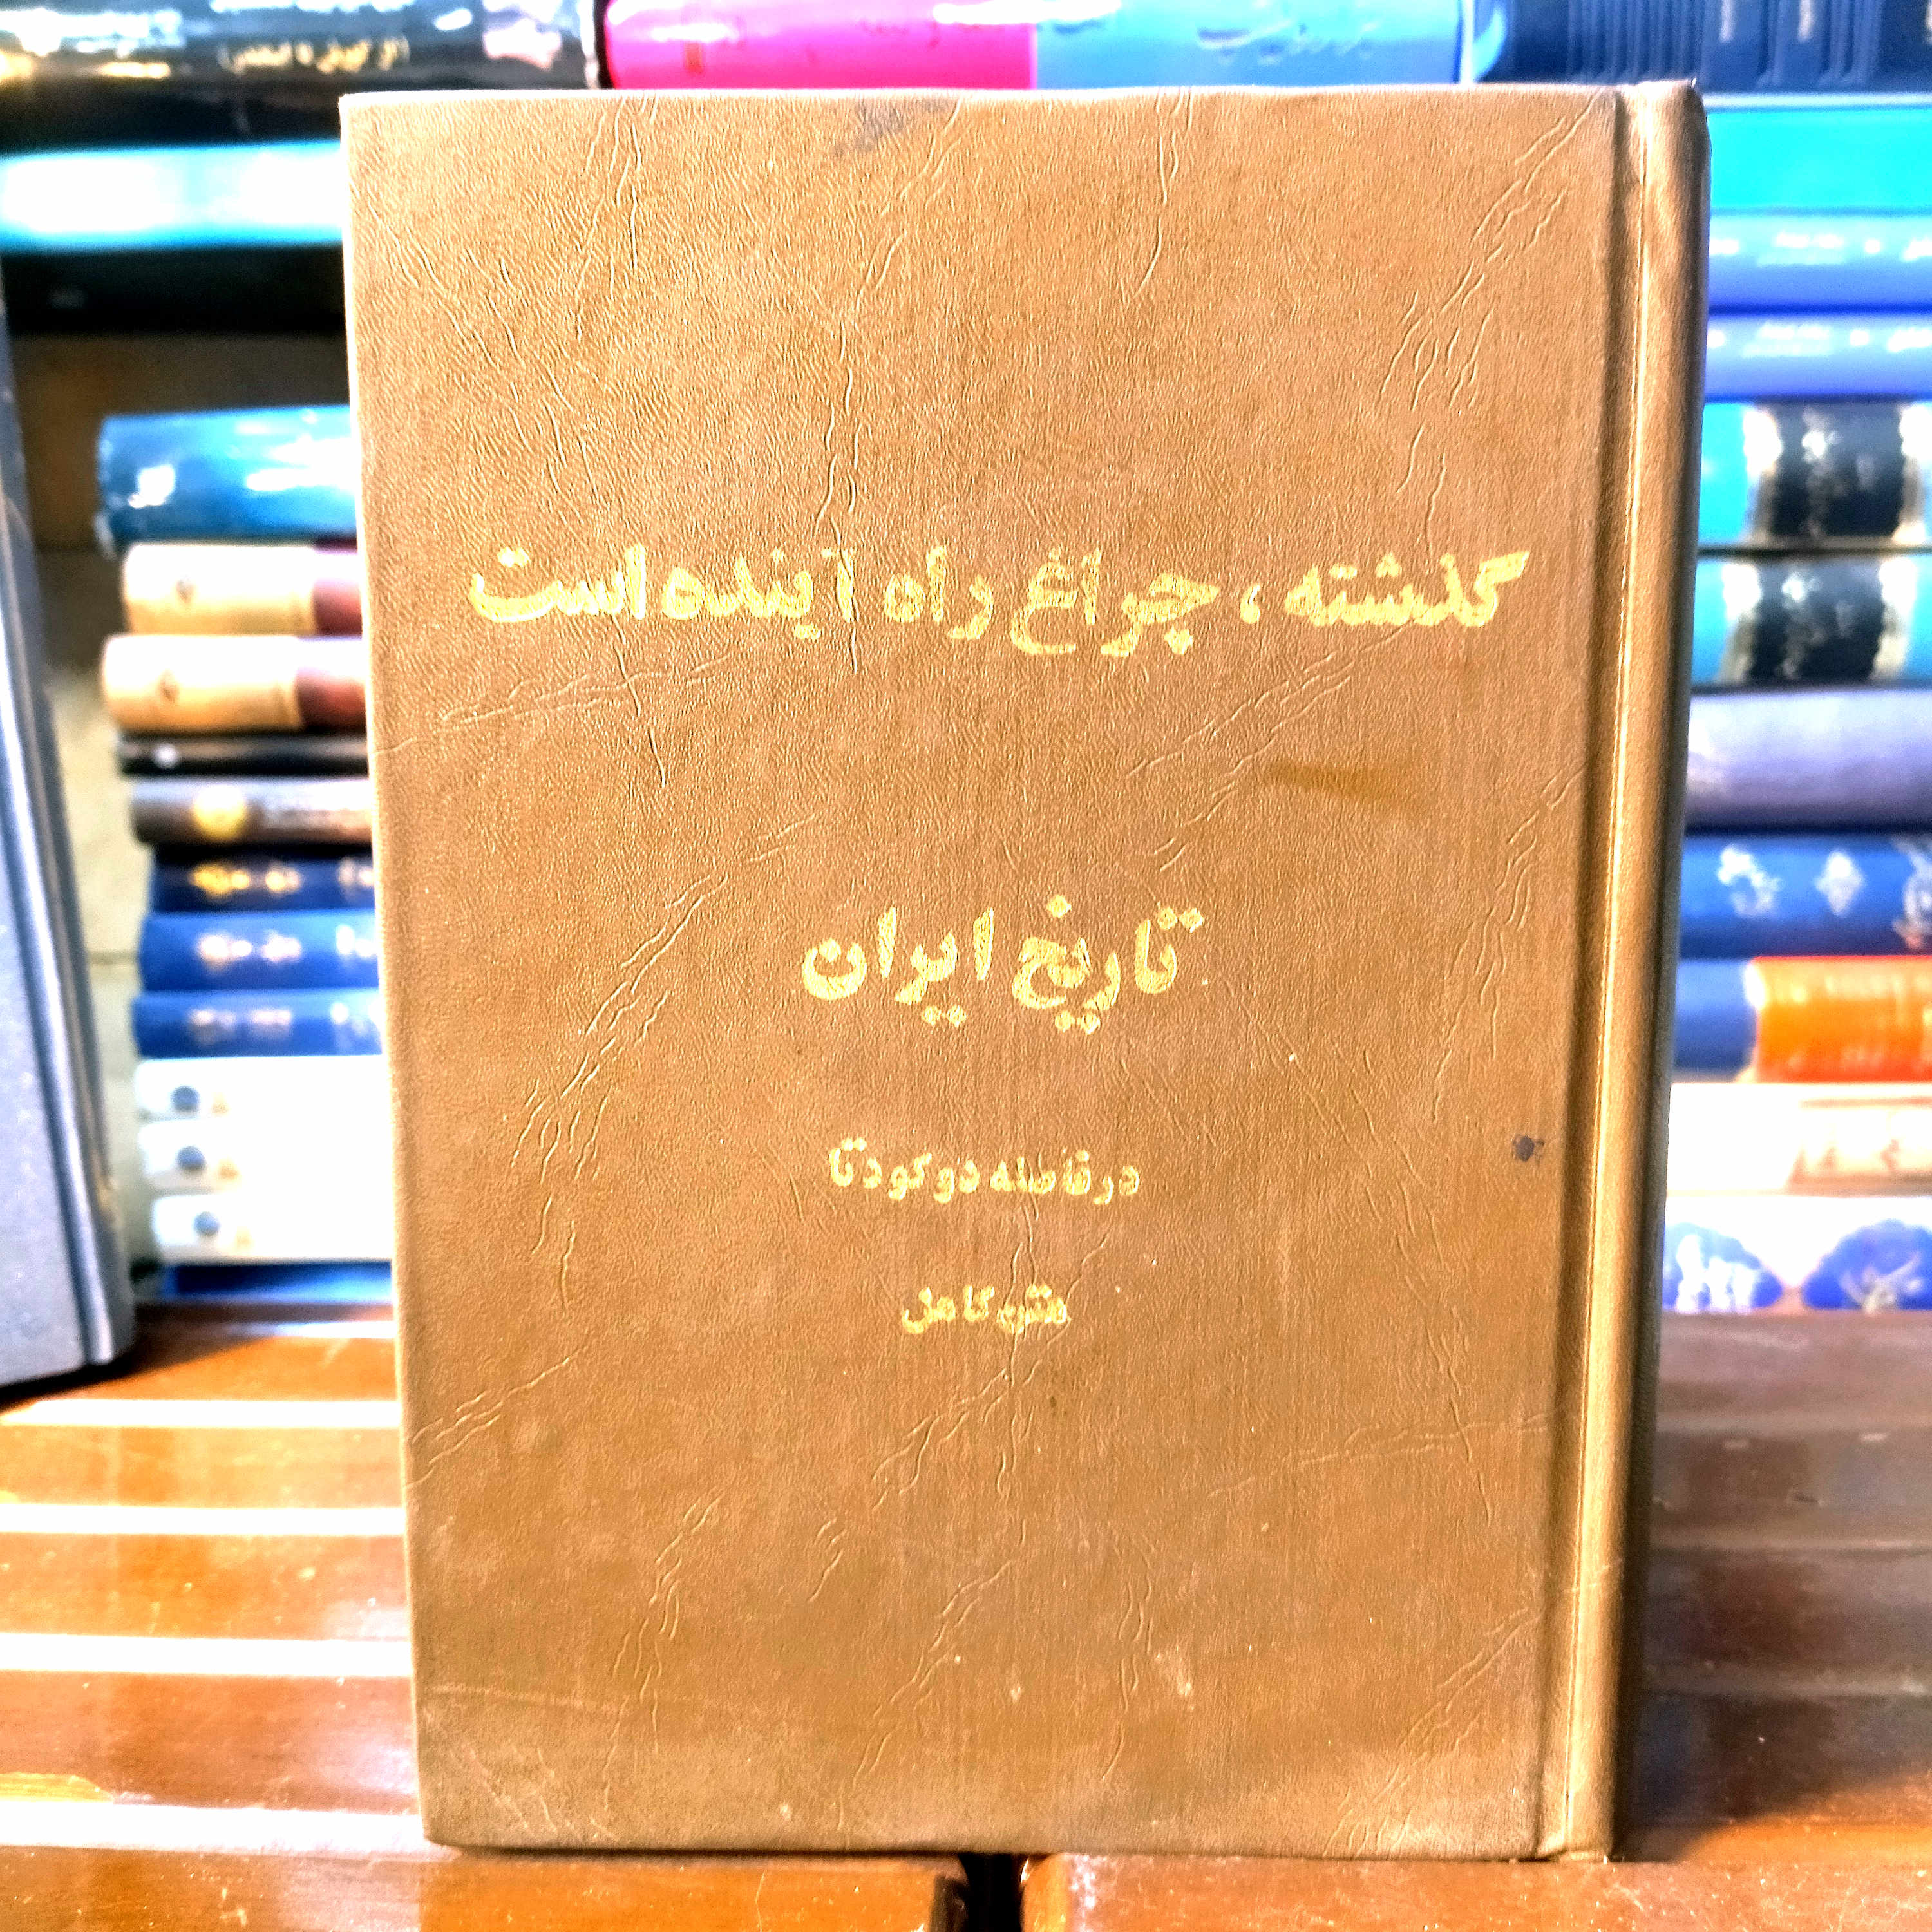 گذشته، چراغ راه آینده است
تاریخ ایران
در فاصله دو کودتا
متن کامل